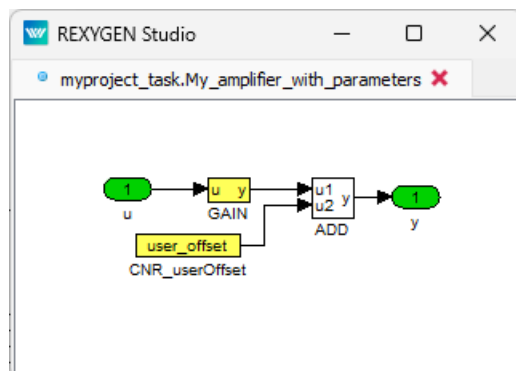 REXYGEN Studio
myproject_task.My_amplifier_with_parameters
1
u y
u1
u2
y
1
u
GAIN
ADD
y
user_offset
CNR_userOffset